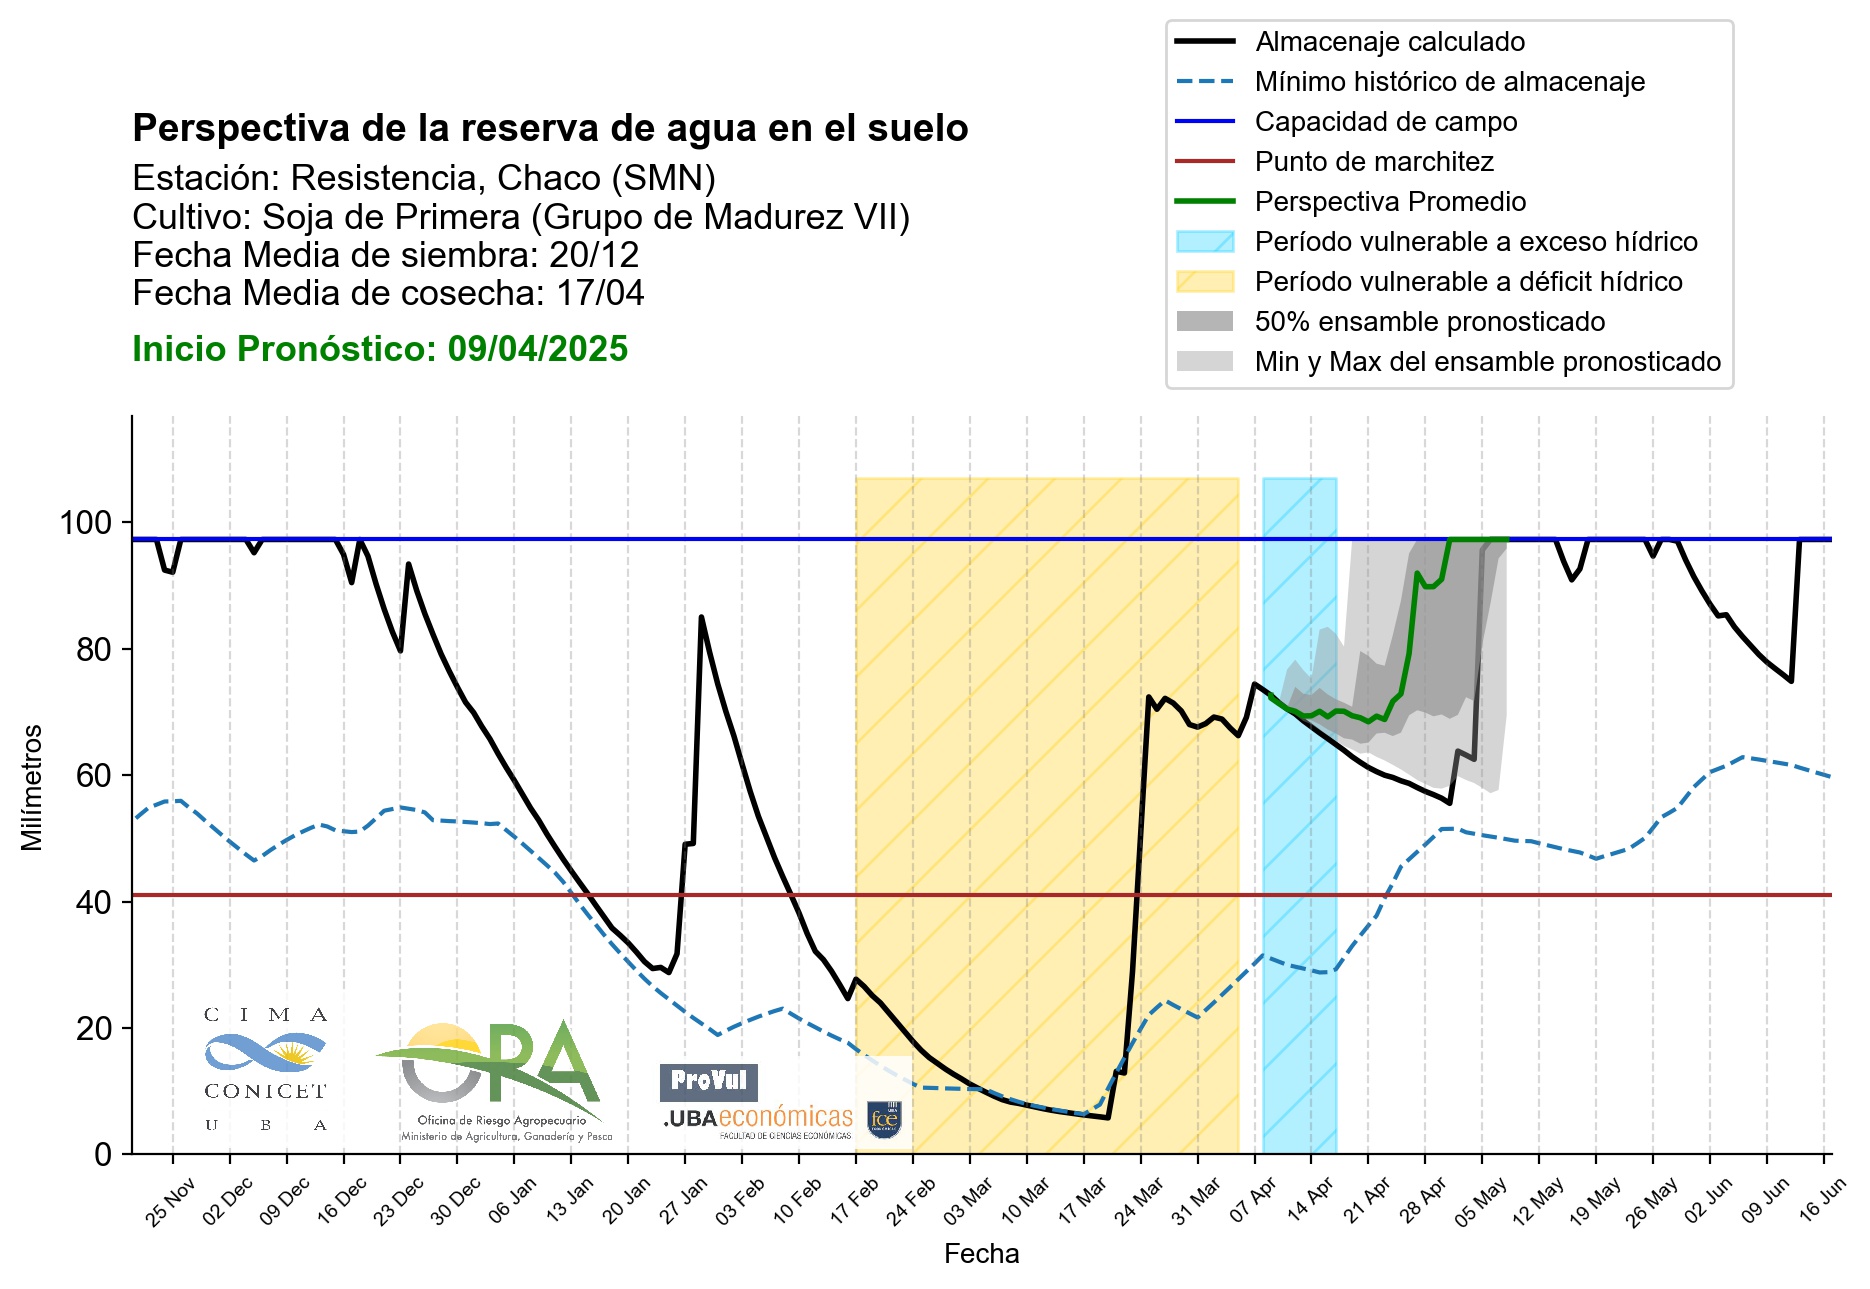 Almacenaje calculado
Mínimo histórico de almacenaje
Capacidad de campo
Punto de marchitez
Perspectiva Promedio
Período vulnerable a exceso hídrico
Período vulnerable a déficit hídrico
50% ensamble pronosticado
Min y Max del ensamble pronosticado
Perspectiva de la reserva de agua en el suelo
Estación: Resistencia, Chaco (SMN)
Cultivo: Soja de Primera (Grupo de Madurez VII)
Fecha Media de siembra: 20/12
Fecha Media de cosecha: 17/04
Inicio Pronóstico: 09/04/2025
Milímetros
100
80
60
40
20
0
CIMA
CONICET
UBA
ORA
Oficina de Riesgo Agropecuario
Ministerio de Agricultura, Ganadería y Pesca
ProVul
.UBAeconómicas
FACULTAD DE CIENCIAS ECONÓMICAS
UBA
fce
25 Nov
02 Dec
09 Dec
16 Dec
23 Dec
30 Dec
06 Jan
13 Jan
20 Jan
27 Jan
03 Feb
10 Feb
17 Feb
24 Feb
03 Mar
10 Mar
17 Mar
24 Mar
31 Mar
07 Apr
14 Apr
21 Apr
28 Apr
05 May
12 May
19 May
26 May
02 Jun
09 Jun
16 Jun
Fecha